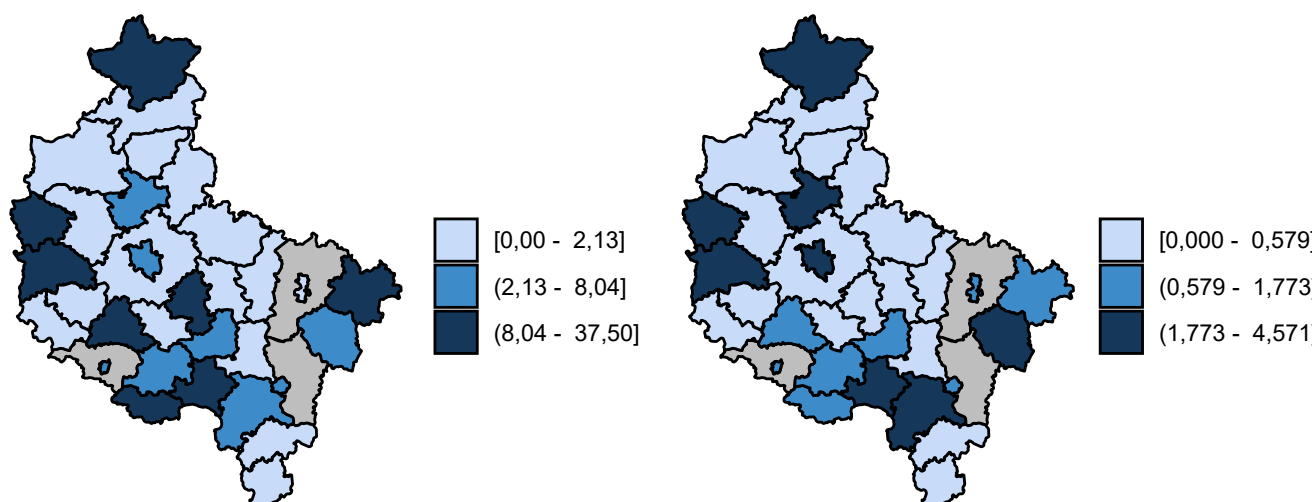 [0,00 - 2,13]
(2,13 - 8,04]
(8,04 - 37,50]
[0,000 - 0,579]
(0,579 - 1,773]
(1,773 - 4,571]